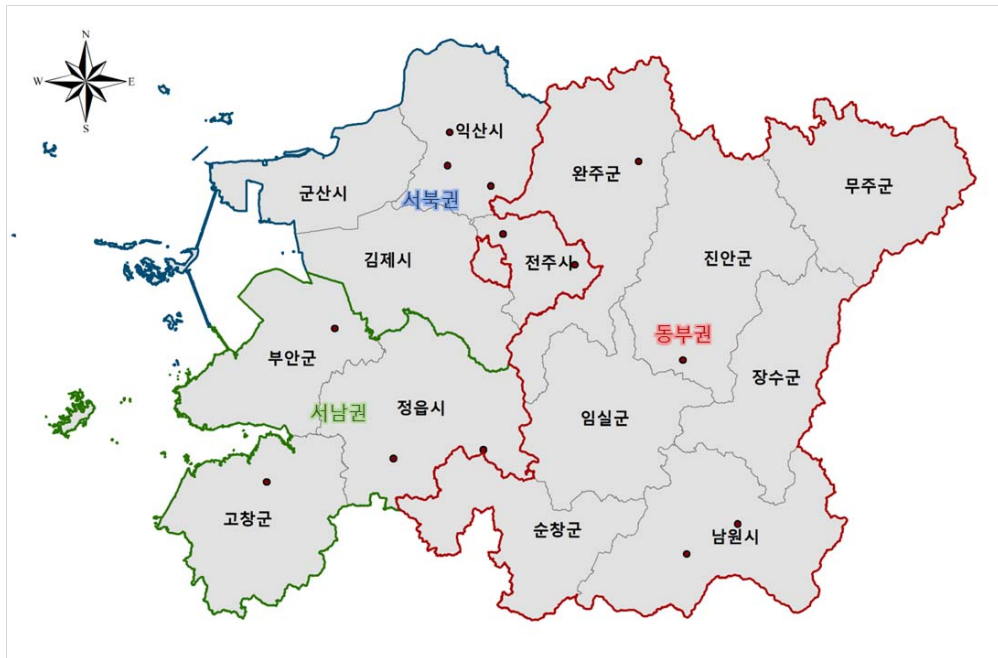 N
W E
S
익산시
군산시
서북권
완주군
무주군
김제시
전주시
진안군
부안군
동부권
장수군
서남권
정읍시
임실군
고창군
순창군
남원시